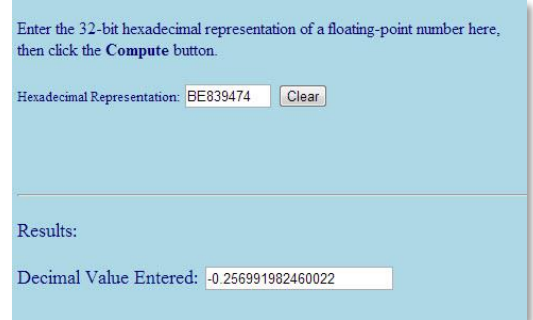 Enter the 32-bit hexadecimal representation of a floating-point number here,
then click the Compute button.
Hexadecimal Representation: BE839474 Clear
Results:
Decimal Value Entered: -0.256991982460022